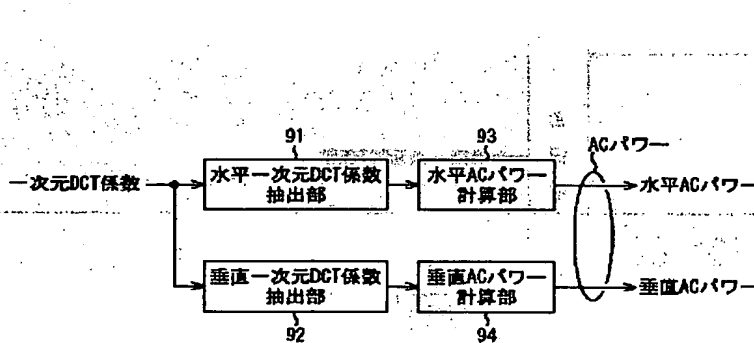 91
93
ACパワー
一次元DCT係数
水平一次元DCT係数
抽出部
水平ACパワー
計算部
水平ACパワー
垂直一次元DCT係数
抽出部
垂直ACパワー
計算部
垂直ACパワー
92
94